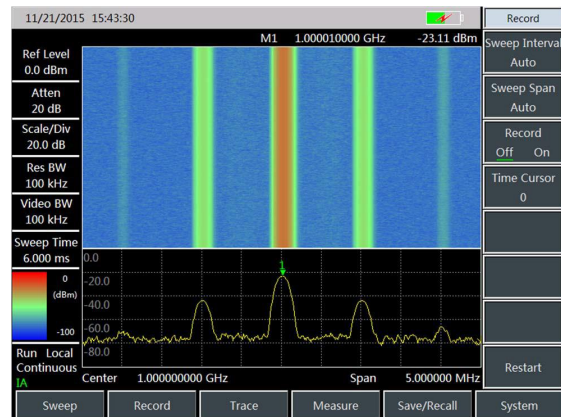 11/21/2015 15:43:30
Record
M1 1.000010000 GHz -23.11 dBm
Ref Level
0.0 dBm
Atten
20 dB
Scale/Div
20.0 dB
Res BW
100 kHz
Video BW
100 kHz
Sweep Time
6.000 ms
0
(dBm)
-100
Run Local
Continuous
IA
1
0.0
-20.0
-40.0
-60.0
-80.0
Center 1.000000000 GHz Span 5.000000 MHz
Sweep Interval
Auto
Sweep Span
Auto
Record
Off On
Time Cursor
0
Restart
Sweep Record Trace Measure Save/Recall System